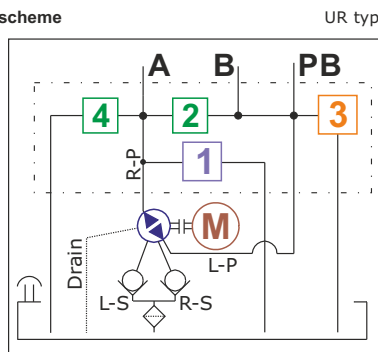 scheme
UR typ
A B PB
4 2 3
1
R-P
M
Drain
L-P
L-S R-S